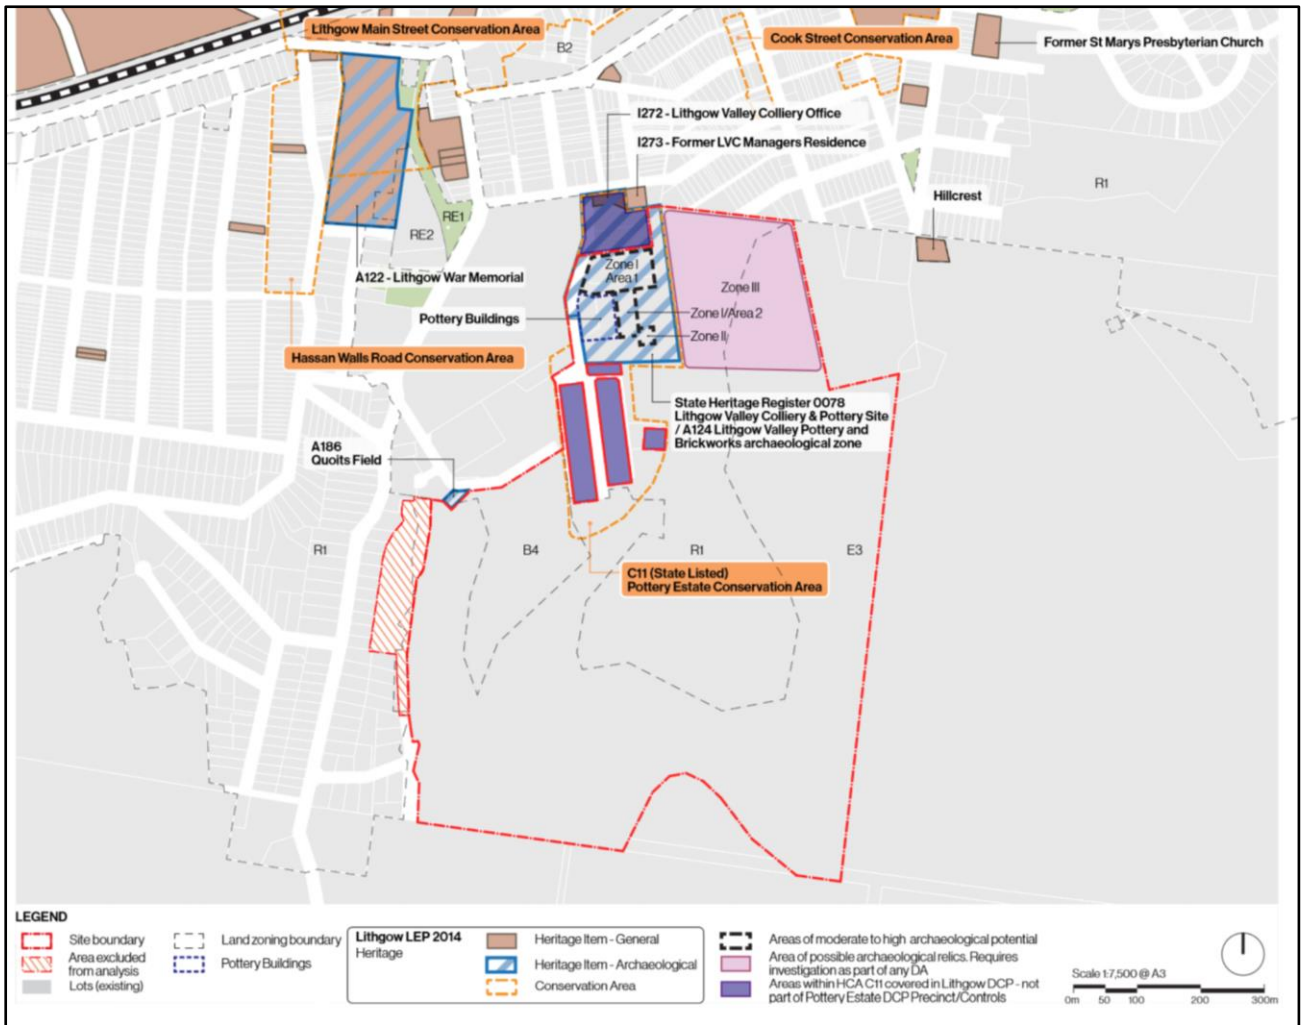 Lithgow Main Street Conservation Area
B2
Cook Street Conservation Area
Former St Marys Presbyterian Church
I272 - Lithgow Valley Colliery Office
I273 - Former LVC Managers Residence
R1
Hillcrest
RE1
RE2
A122 - Lithgow War Memorial
Zone I
Area 1
Zone III
Pottery Buildings
Zone I/Area 2
Zone II
Hassan Walls Road Conservation Area
State Heritage Register 0078
Lithgow Valley Colliery & Pottery Site
/ A124 Lithgow Valley Pottery and
Brickworks archaeological zone
A186
Quoits Field
R1
B4
R1
E3
C11 (State Listed)
Pottery Estate Conservation Area
LEGEND
Site boundary
Area excluded
from analysis
Lots (existing)
Land zoning boundary
Pottery Buildings
Lithgow LEP 2014
Heritage
Heritage Item - General
Heritage Item - Archaeological
Conservation Area
Areas of moderate to high archaeological potential
Area of possible archaeological relics. Requires
investigation as part of any DA
Areas within HCA C11 covered in Lithgow DCP - not
part of Pottery Estate DCP Precinct/Controls
Scale 1:7,500 @ A3
0m 50 100 200 300m